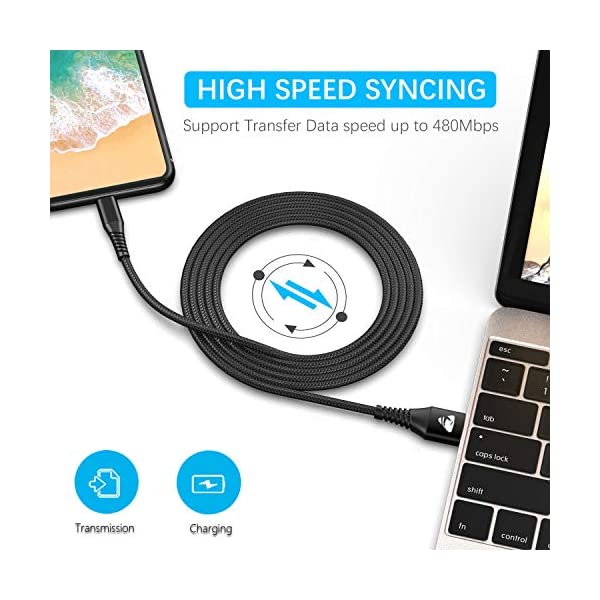 HIGH SPEED SYNCING
Support Transfer Data speed up to 480Mbps
esc
!
1
tab
Q
caps lock
A
shift
Z
fn
control
Transmission
Charging